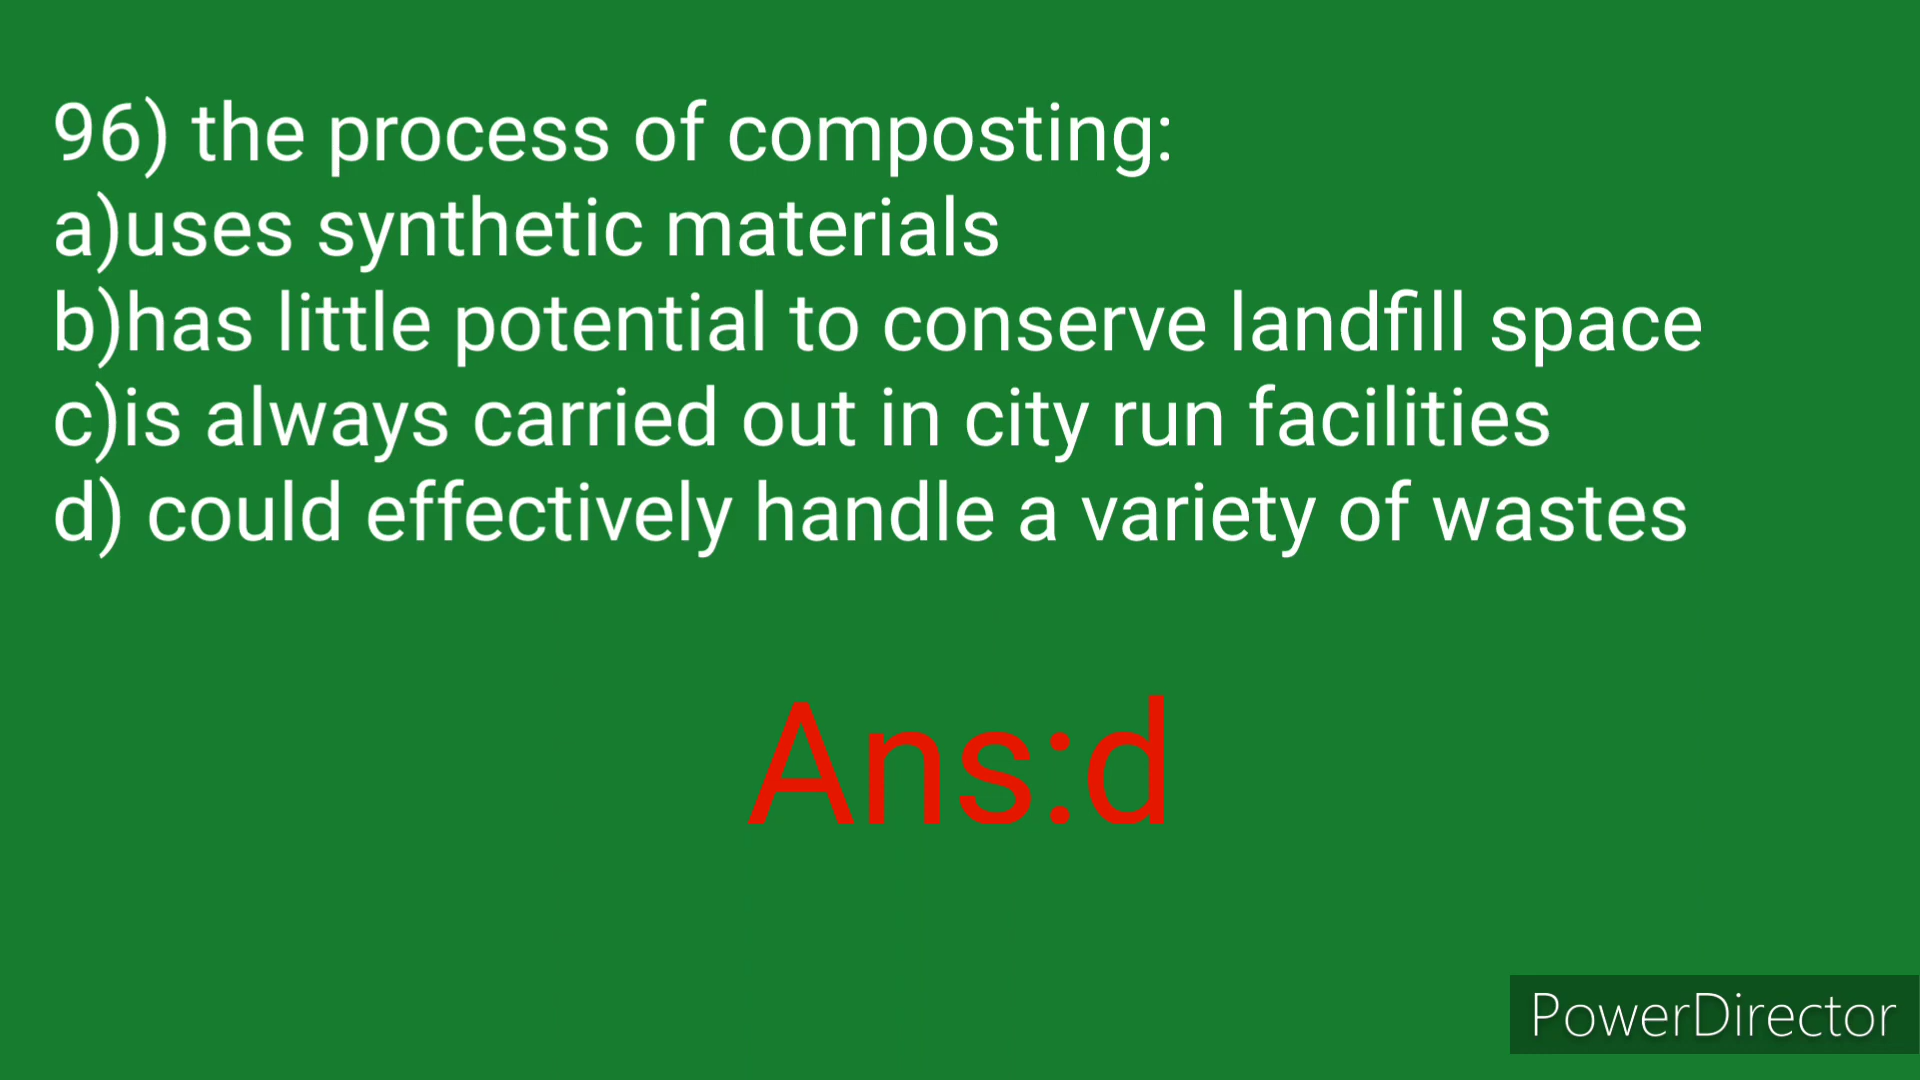 96) the process of composting:
a)uses synthetic materials
b)has little potential to conserve landfill space
c)is always carried out in city run facilities
d) could effectively handle a variety of wastes
Ans:d
PowerDirector